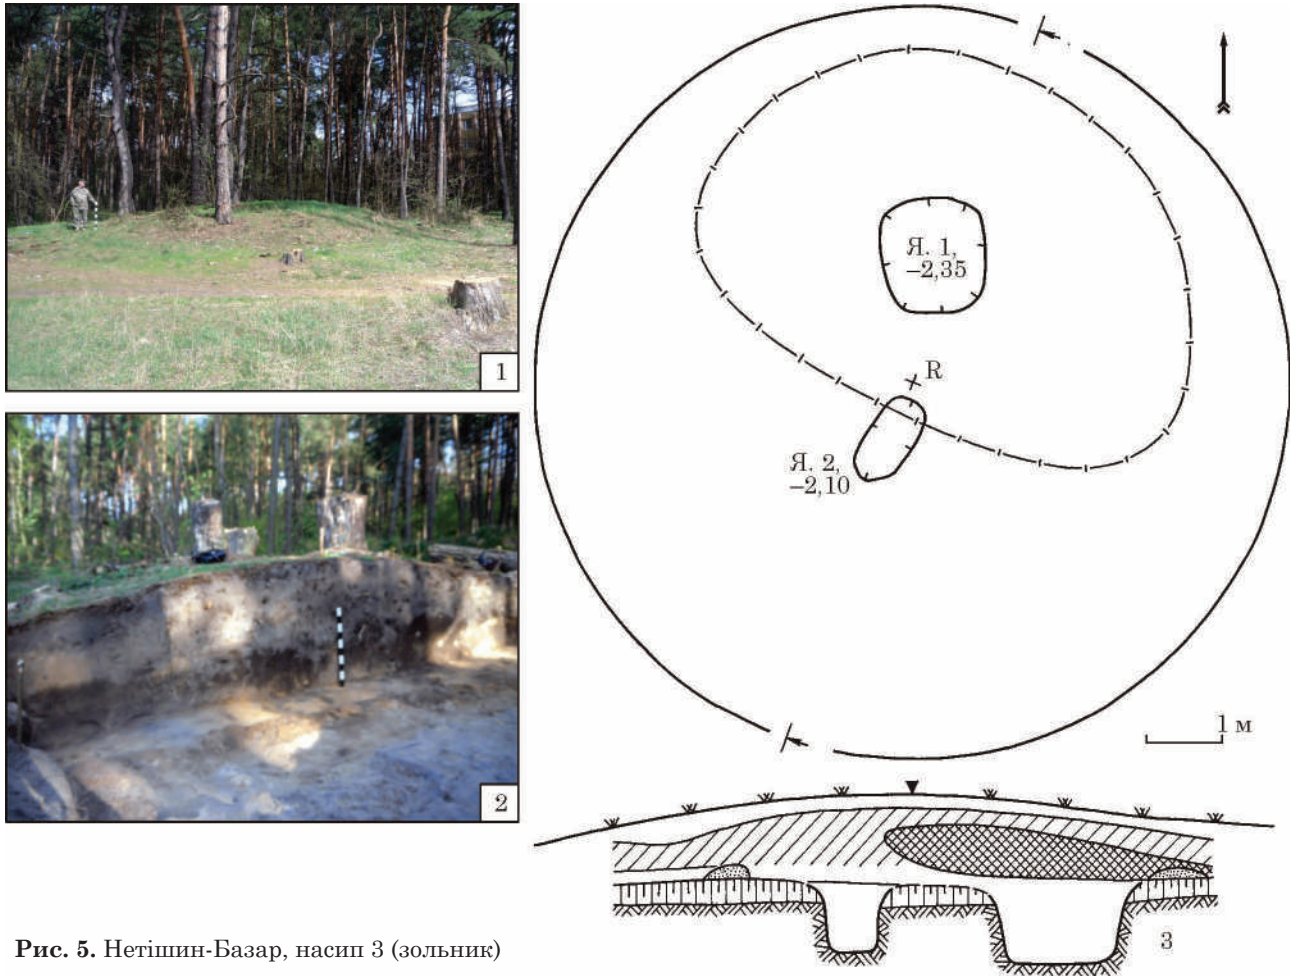 1
2
Я. 1,
–2,35
R
Я. 2,
–2,10
1 м
3
Рис. 5. Нетішин-Базар, насип 3 (зольник)